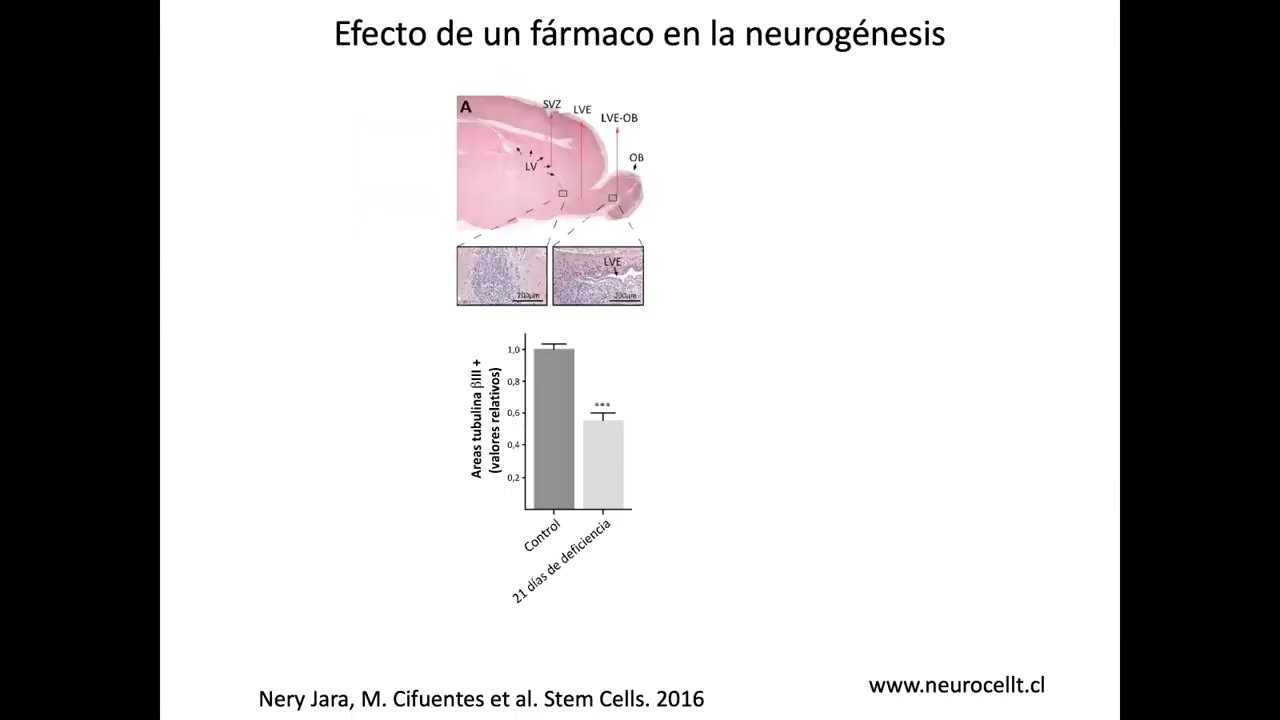 Efecto de un fármaco en la neurogénesis
A
SVZ
LVE
LVE-OB
OB
LV
LVE
200µm
200µm
Areas tubulina βIII +
(valores relativos)
1,0
0,8
0,6
0,4
0,2
***
Control
21 días de deficiencia
Nery Jara, M. Cifuentes et al. Stem Cells. 2016
www.neurocellt.cl